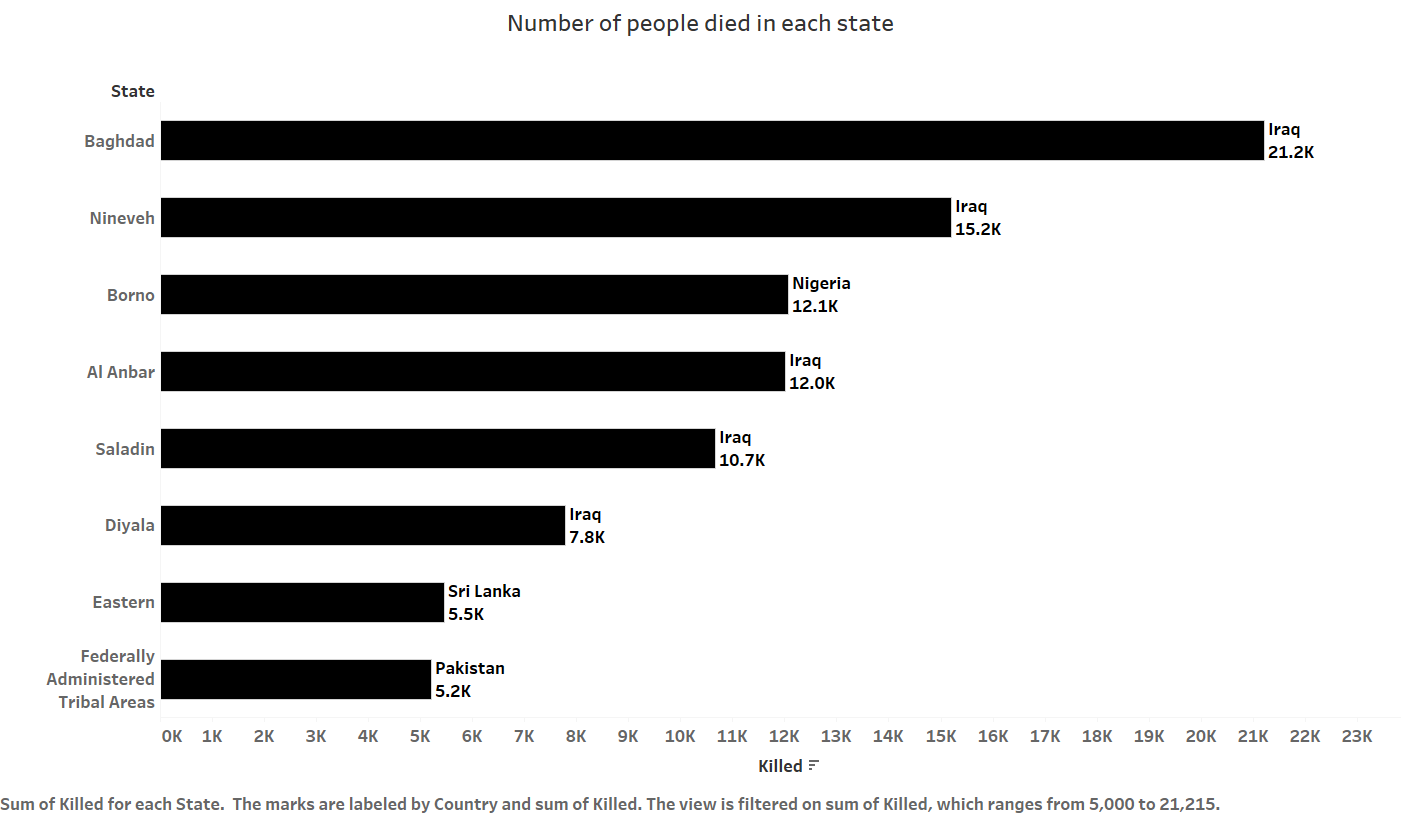 Number of people died in each state
State
Baghdad
Iraq
21.2K
Nineveh
Iraq
15.2K
Borno
Nigeria
12.1K
Al Anbar
Iraq
12.0K
Saladin
Iraq
10.7K
Diyala
Iraq
7.8K
Eastern
Sri Lanka
5.5K
Federally
Administered
Tribal Areas
Pakistan
5.2K
0K 1K 2K 3K 4K 5K 6K 7K 8K 9K 10K 11K 12K 13K 14K 15K 16K 17K 18K 19K 20K 21K 22K 23K
Killed
Sum of Killed for each State. The marks are labeled by Country and sum of Killed. The view is filtered on sum of Killed, which ranges from 5,000 to 21,215.